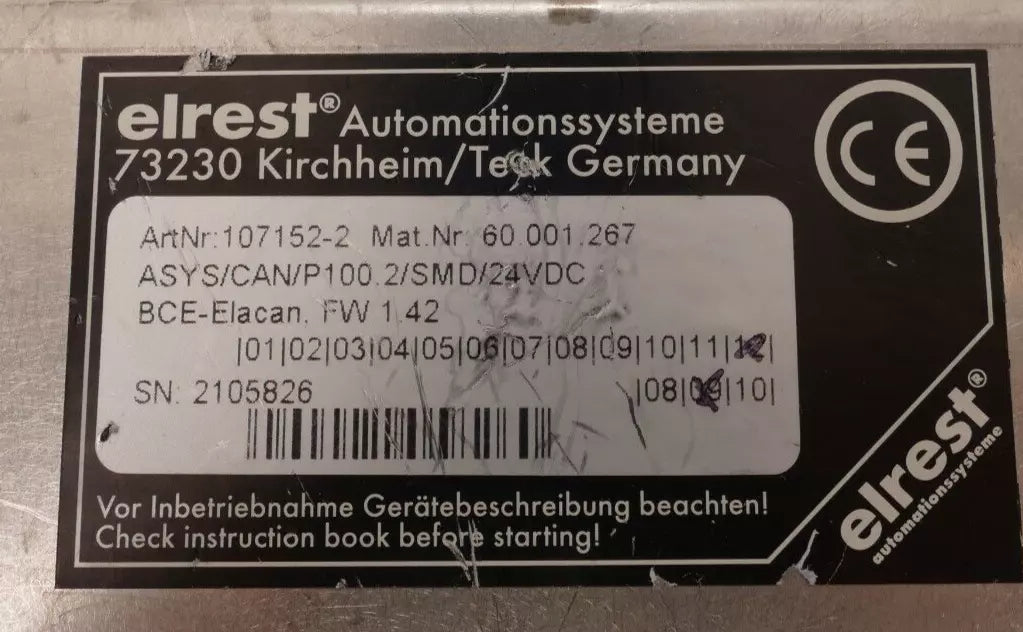 elrest® Automationssysteme
73230 Kirchheim/Teck Germany
CE
ArtNr:107152-2 Mat.Nr: 60.001.267
ASYS/CAN/P100.2/SMD/24VDC
BCE-Elacan. FW 1.42
|01|02|03|04|05|06|07|08|09|10|11|12|
SN: 2105826 |08|09|10|
Vor Inbetriebnahme Gerätebeschreibung beachten!
Check instruction book before starting!
elrest®
automationssysteme